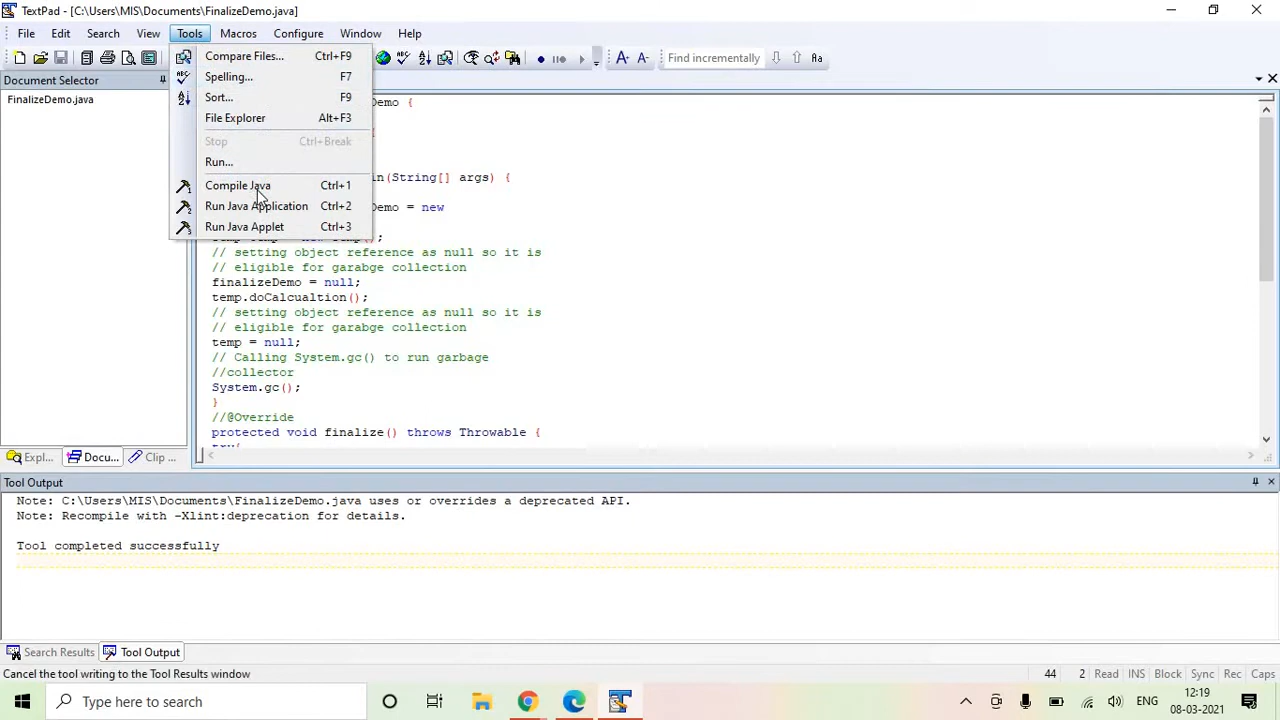 TextPad - [C:\Users\MIS\Documents\FinalizeDemo.java]
File Edit Search View Tools Macros Configure Window Help
Find incrementally
Document Selector
FinalizeDemo.java
Compare Files... Ctrl+F9
Spelling... F7
Sort... F9
File Explorer Alt+F3
Stop Ctrl+Break
Run...
Compile Java Ctrl+1
Run Java Application Ctrl+2
Run Java Applet Ctrl+3
Demo {
in(String[] args) {
Demo = new
// setting object reference as null so it is
// eligible for garabge collection
finalizeDemo = null;
temp.doCalcualtion();
// setting object reference as null so it is
// eligible for garabge collection
temp = null;
// Calling System.gc() to run garbage
//collector
System.gc();
}
//@Override
protected void finalize() throws Throwable {
try{
Expl... Docu... Clip ...
Tool Output
Note: C:\Users\MIS\Documents\FinalizeDemo.java uses or overrides a deprecated API.
Note: Recompile with -Xlint:deprecation for details.
Tool completed successfully
Search Results Tool Output
Cancel the tool writing to the Tool Results window 44 2 Read INS Block Sync Rec Caps
Type here to search ENG 12:19
08-03-2021